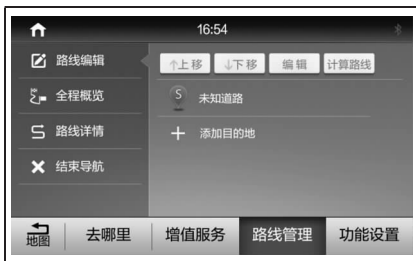 16:54
路线编辑
↑上移 ↓下移 编辑 计算路线
全程概览
S 未知道路
路线详情
+ 添加目的地
结束导航
地图 去哪里 增值服务 路线管理 功能设置